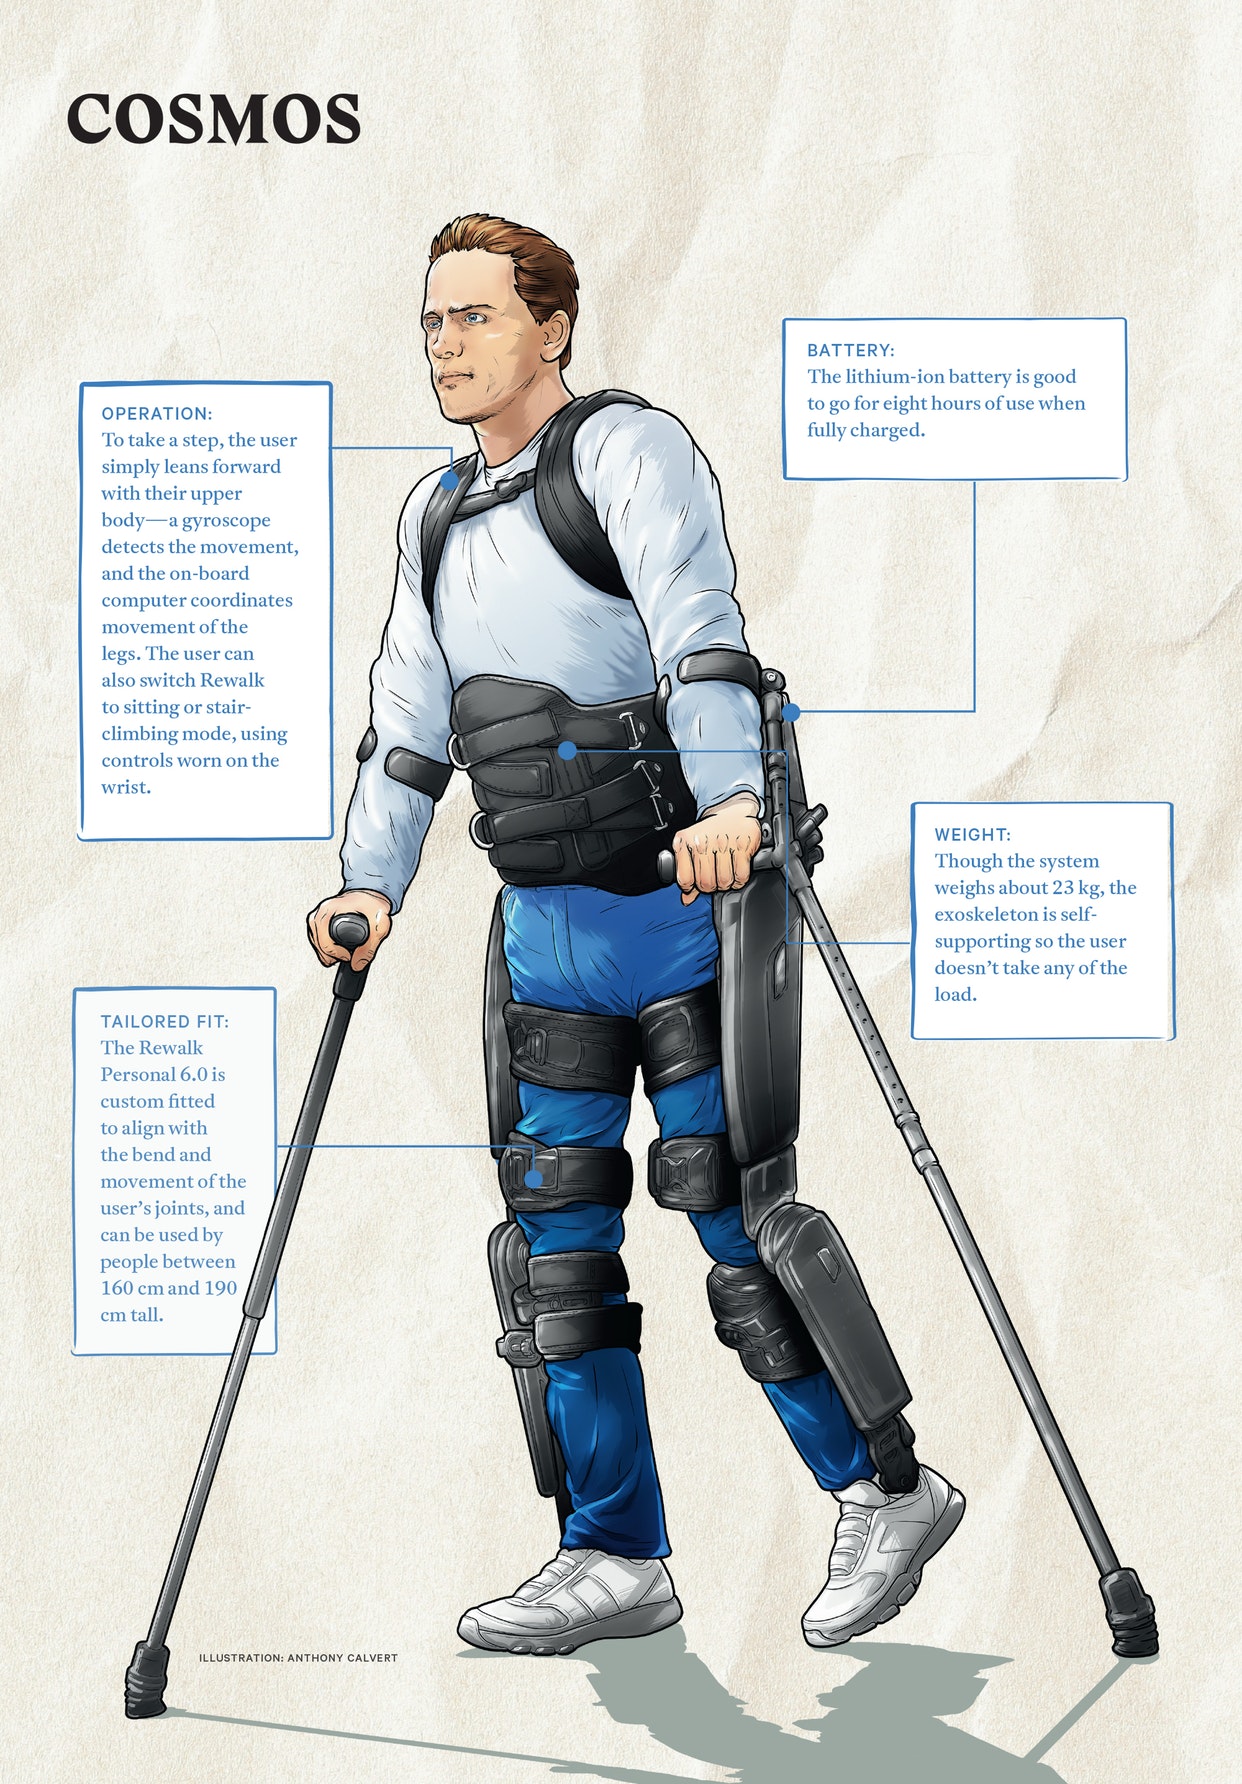 COSMOS
OPERATION:
To take a step, the user
simply leans forward
with their upper
body—a gyroscope
detects the movement,
and the on-board
computer coordinates
movement of the
legs. The user can
also switch Rewalk
to sitting or stair-
climbing mode, using
controls worn on the
wrist.
BATTERY:
The lithium-ion battery is good
to go for eight hours of use when
fully charged.
WEIGHT:
Though the system
weighs about 23 kg, the
exoskeleton is self-
supporting so the user
doesn’t take any of the
load.
TAILORED FIT:
The Rewalk
Personal 6.0 is
custom fitted
to align with
the bend and
movement of the
user’s joints, and
can be used by
people between
160 cm and 190
cm tall.
ILLUSTRATION: ANTHONY CALVERT